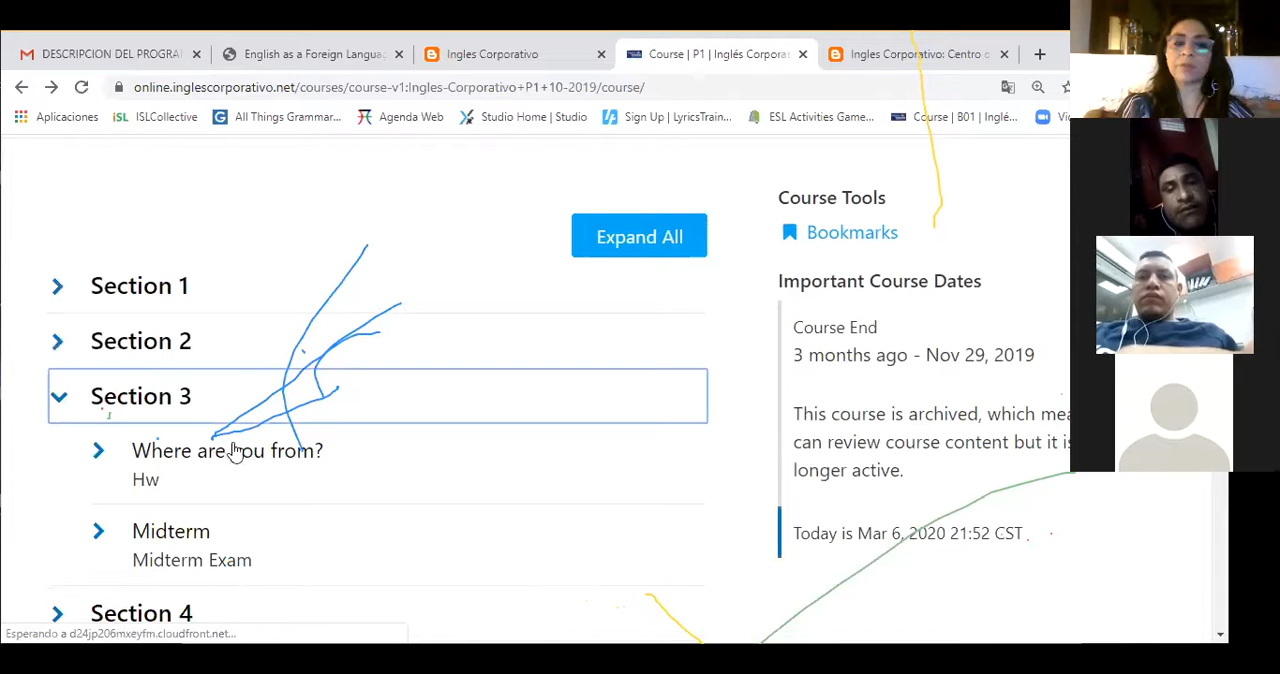 DESCRIPCION DEL PROGRA
English as a Foreign Languag
Ingles Corporativo
Course | P1 | Inglés Corporat
Ingles Corporativo: Centro d
online.inglescorporativo.net/courses/course-v1:Ingles-Corporativo+P1+10-2019/course/
Aplicaciones
iSL ISLCollective
All Things Grammar...
Agenda Web
Studio Home | Studio
Sign Up | LyricsTrain...
ESL Activities Game...
Course | B01 | Inglé...
Expand All
Section 1
Section 2
Section 3
Where are you from?
Hw
Midterm
Midterm Exam
Section 4
Course Tools
Bookmarks
Important Course Dates
Course End
3 months ago - Nov 29, 2019
This course is archived, which mea
can review course content but it is
longer active.
Today is Mar 6, 2020 21:52 CST
Esperando a d24jp206mxeyfm.cloudfront.net...